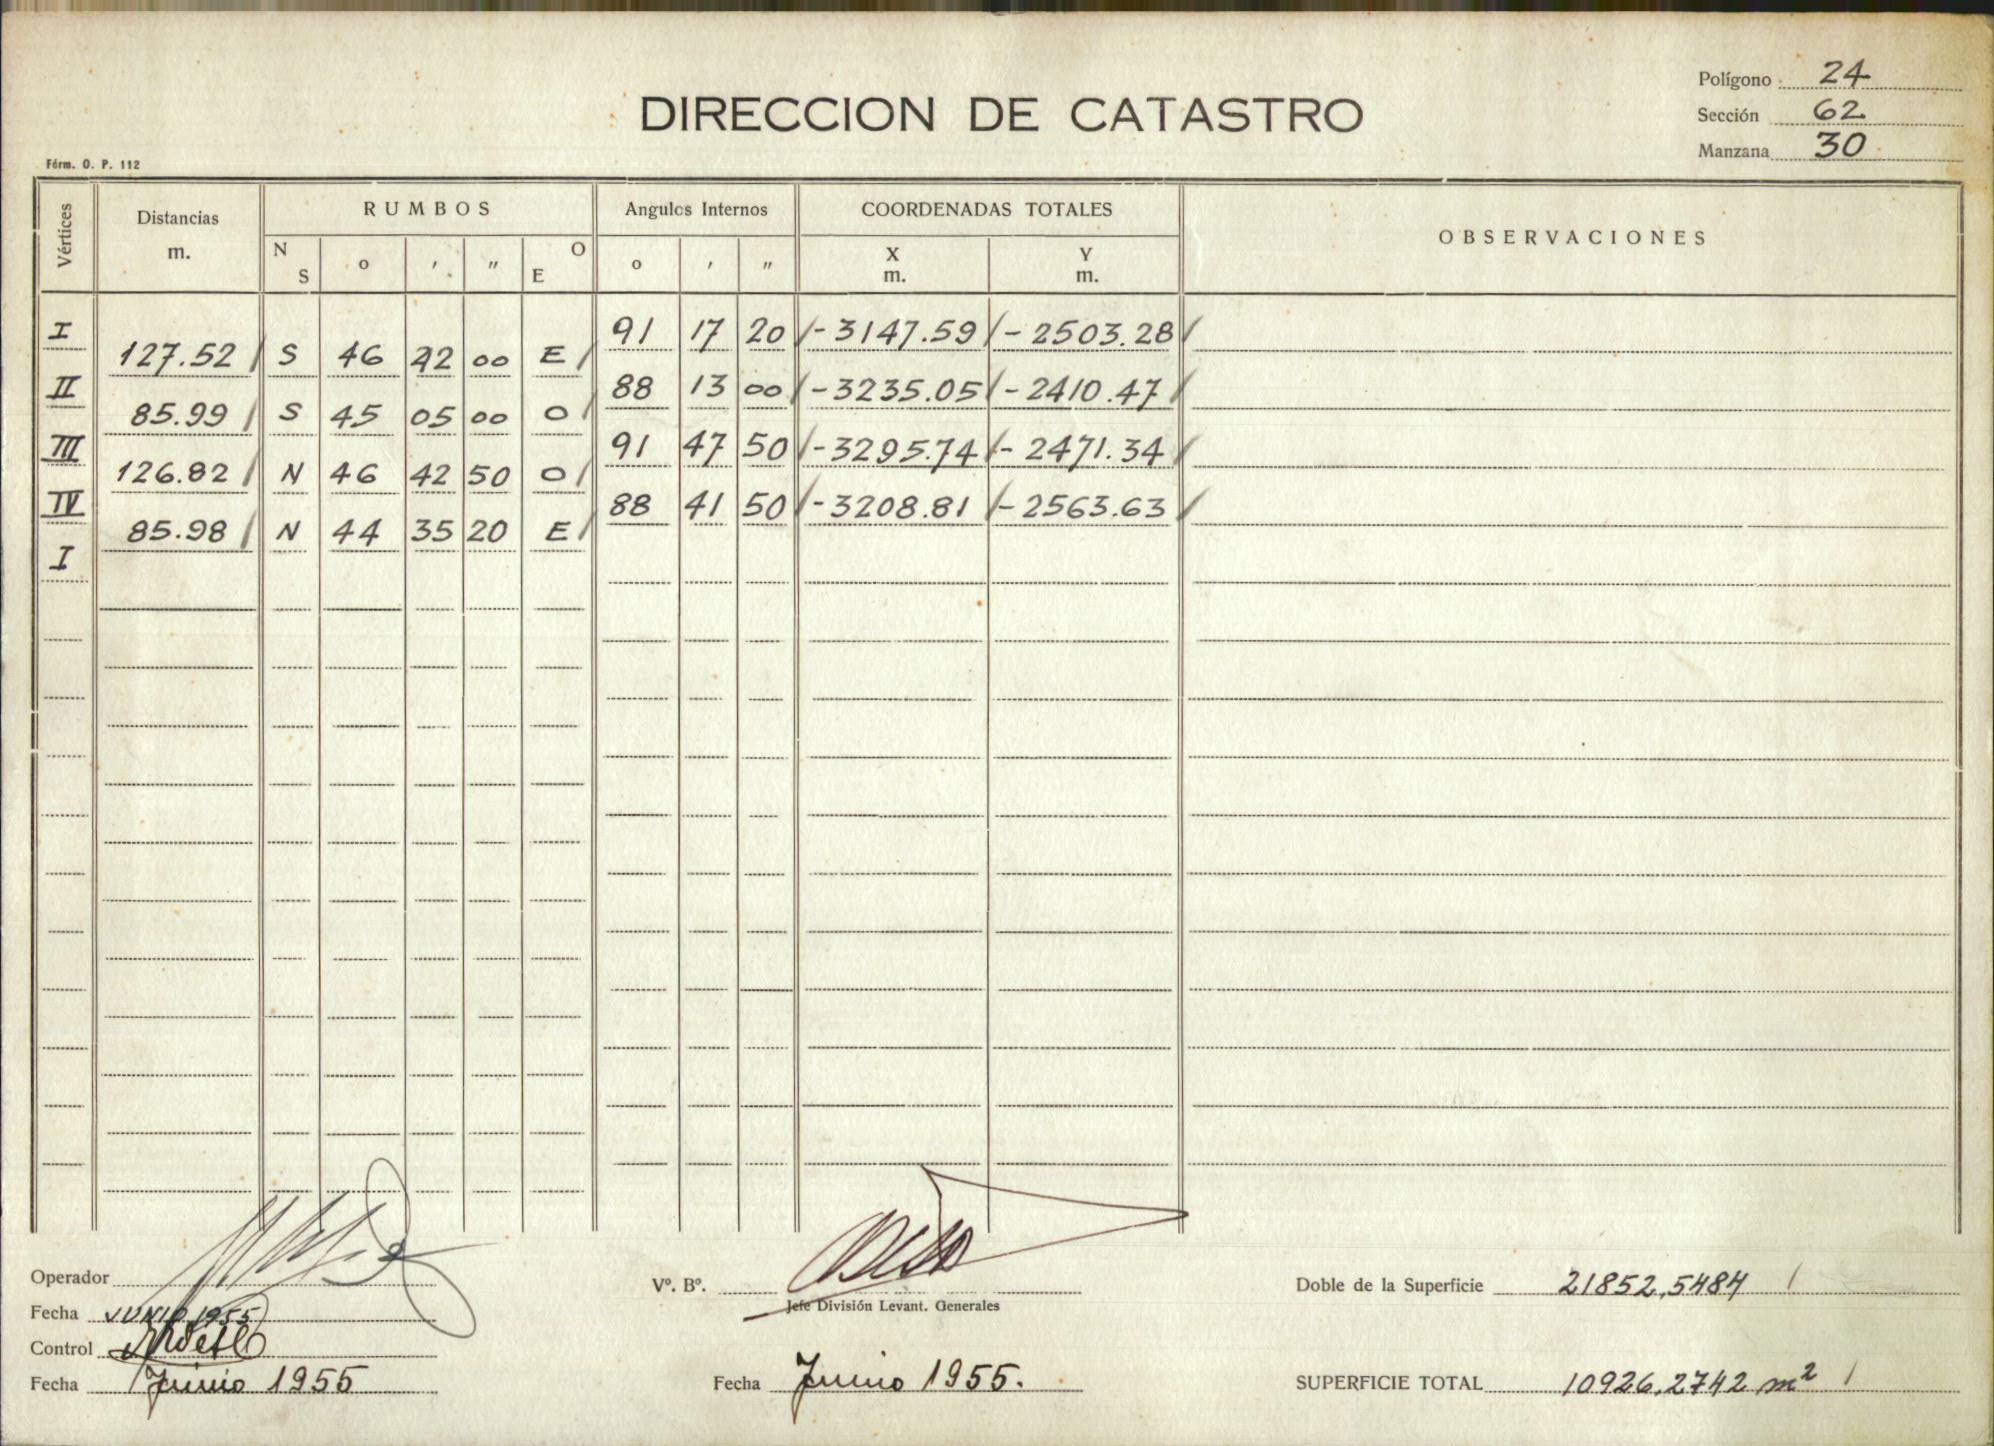 DIRECCION DE CATASTRO
Polígono 24
Sección 62
Manzana 30
Fórm. O. P. 112
Vértices
Distancias
m.
RUMBOS
N S o ' " E O
Angulos Internos
o ' "
COORDENADAS TOTALES
X m. Y m.
OBSERVACIONES
I 91 17 20 -3147.59 -2503.28
127.52 S 46 42 00 E
II 88 13 00 -3235.05 -2410.47
85.99 S 45 05 00 O
III 91 47 50 -3295.74 -2471.34
126.82 N 46 42 50 O
IV 88 41 50 -3208.81 -2563.63
85.98 N 44 35 20 E
I
Operador
Fecha JUNIO 1955
Control
Fecha Junio 1955
Vº. Bº.
Jefe División Levant. Generales
Fecha Junio 1955.
Doble de la Superficie 21852,5484
SUPERFICIE TOTAL 10926,2742 m²